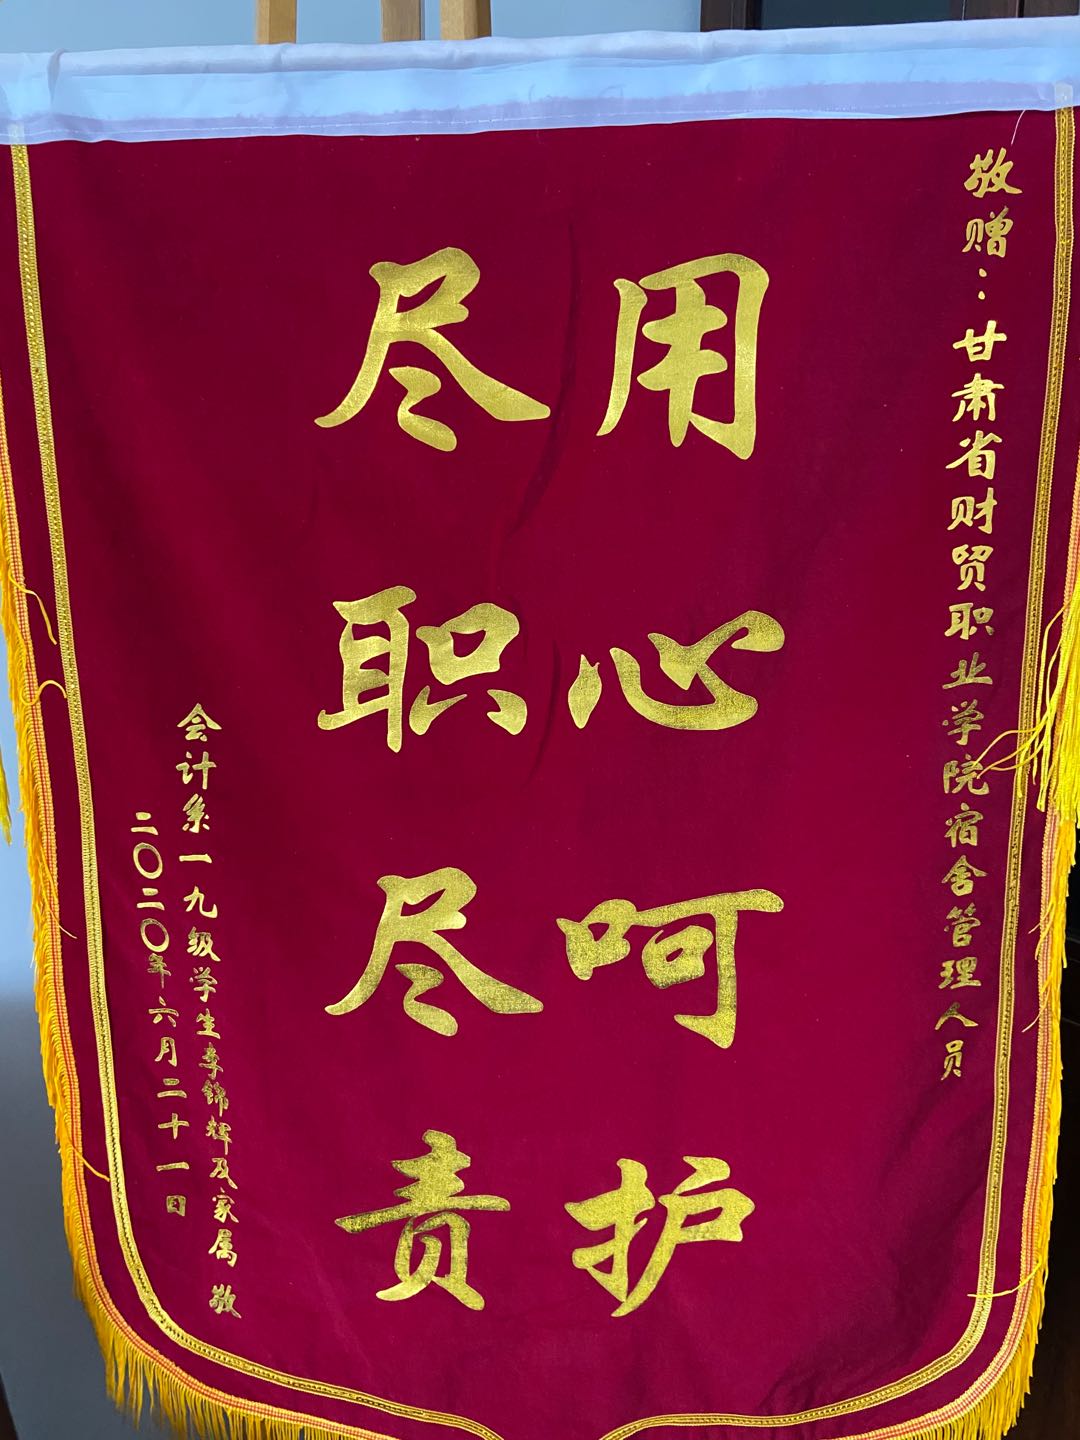 敬赠：甘肃省财贸职业学院宿舍管理人员
用心呵护
尽职尽责
会计系一九级学生李锦辉及家属 敬
二〇二〇年六月二十一日